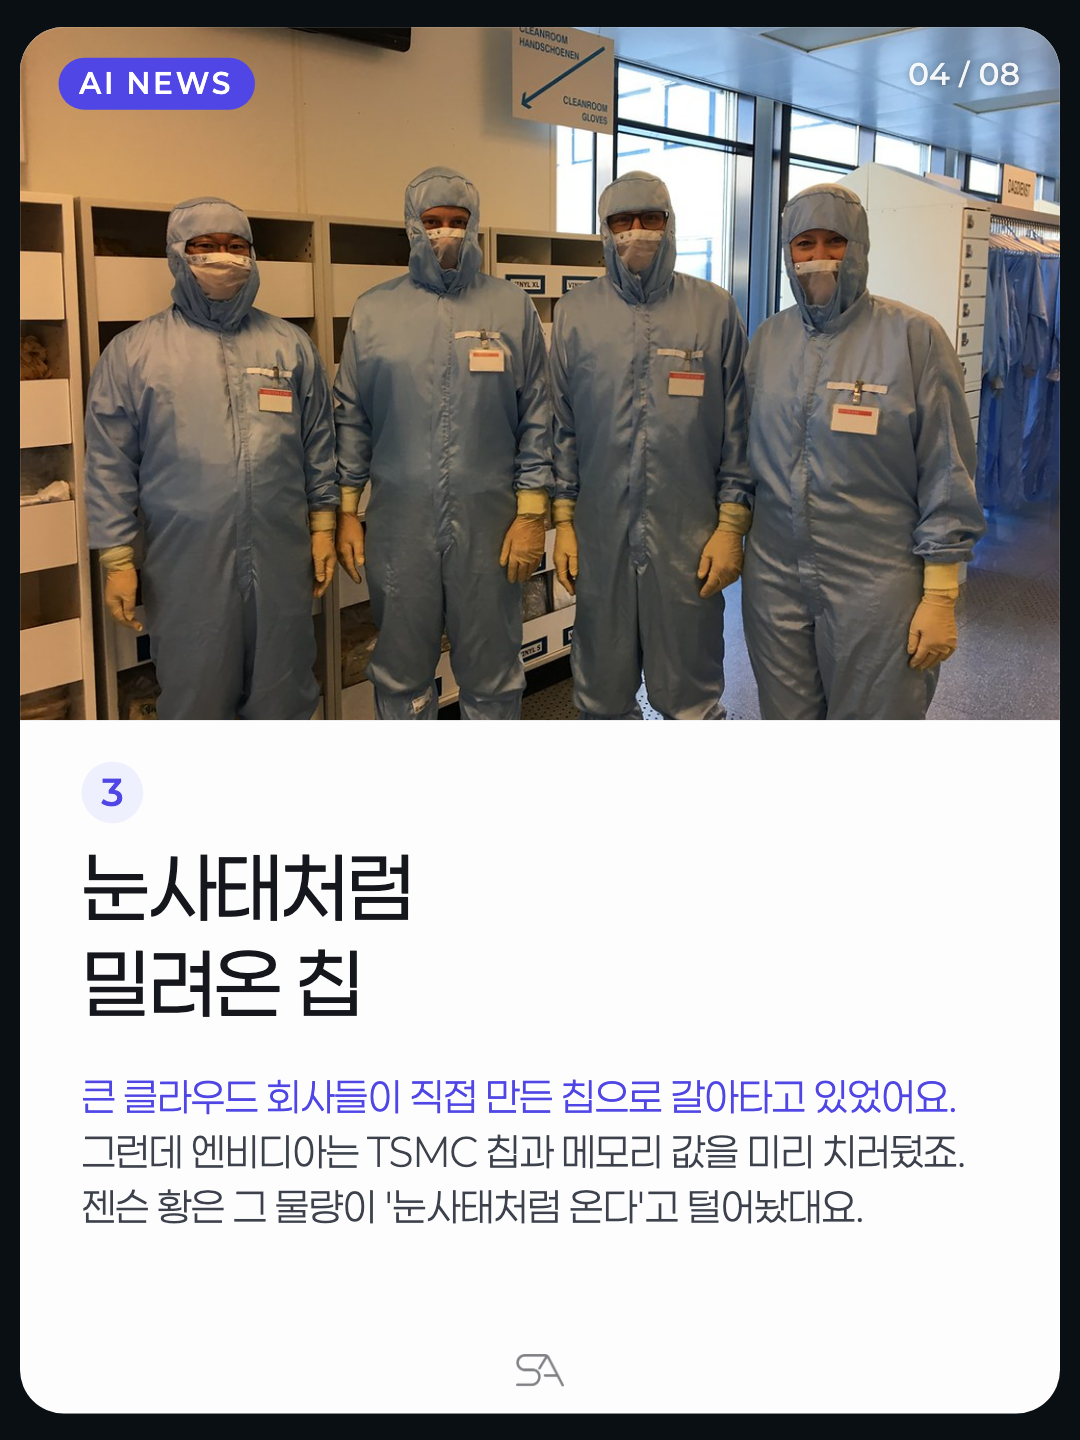 AI NEWS
04 / 08
CLEANROOM
HANDSCHOENEN
CLEANROOM
GLOVES
DAGDIENST
VINYL XL
VINYL S
3
눈사태처럼
밀려온 칩
큰 클라우드 회사들이 직접 만든 칩으로 갈아타고 있었어요.
그런데 엔비디아는 TSMC 칩과 메모리 값을 미리 치러뒀죠.
젠슨 황은 그 물량이 '눈사태처럼 온다'고 털어놨대요.
SA